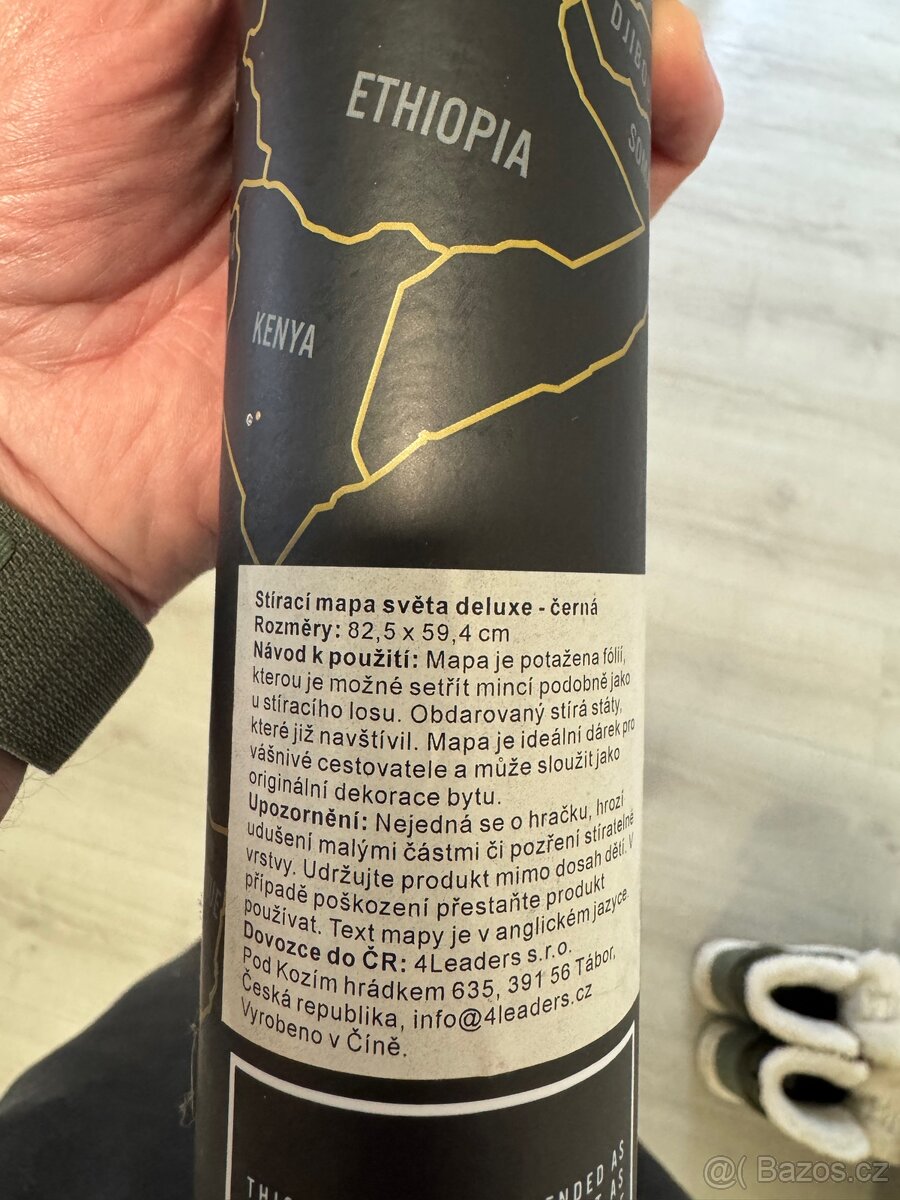 ETHIOPIA
KENYA
Stírací mapa světa deluxe - černá
Rozměry: 82,5 x 59,4 cm
Návod k použití: Mapa je potažena fólií,
kterou je možné setřít mincí podobně jako
u stíracího losu. Obdarovaný stírá státy,
které již navštívil. Mapa je ideální dárek pro
vášnivé cestovatele a může sloužit jako
originální dekorace bytu.
Upozornění: Nejedná se o hračku, hrozí
udušení malými částmi či pozření stíratelné
vrstvy. Udržujte produkt mimo dosah dětí. V
případě poškození přestaňte produkt
používat. Text mapy je v anglickém jazyce.
Dovozce do ČR: 4Leaders s.r.o.
Pod Kozím hrádkem 635, 391 56 Tábor,
Česká republika, info@4leaders.cz
Vyrobeno v Číně.
AS
AS
@( Bazos.cz